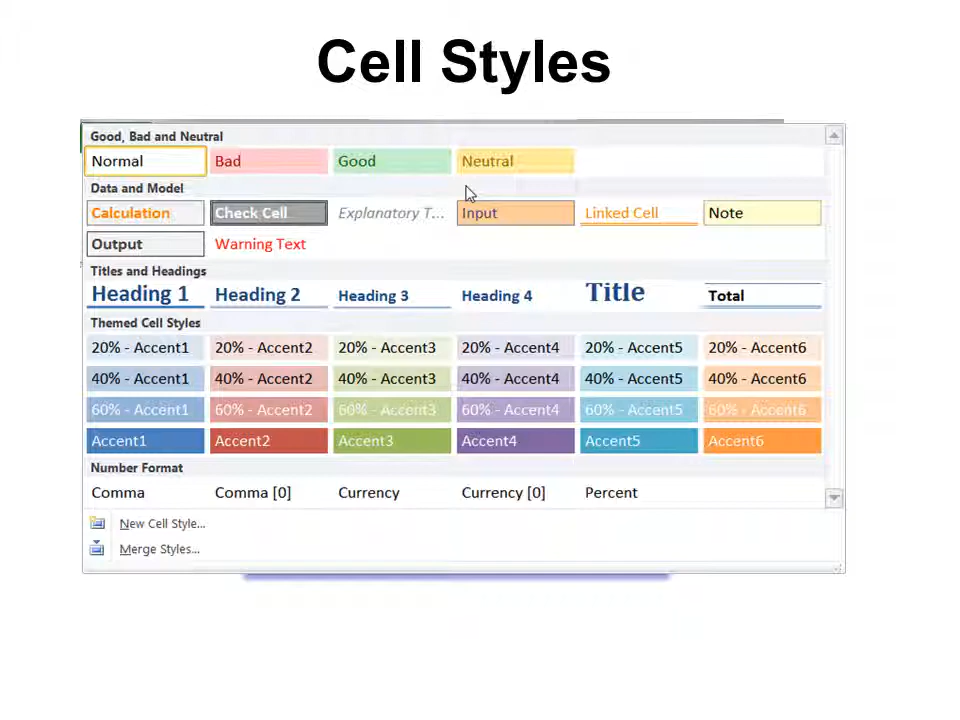 Cell Styles
Good, Bad and Neutral
Normal Bad Good Neutral
Data and Model
Calculation Check Cell Explanatory T... Input Linked Cell Note
Output Warning Text
Titles and Headings
Heading 1 Heading 2 Heading 3 Heading 4 Title Total
Themed Cell Styles
20% - Accent1 20% - Accent2 20% - Accent3 20% - Accent4 20% - Accent5 20% - Accent6
40% - Accent1 40% - Accent2 40% - Accent3 40% - Accent4 40% - Accent5 40% - Accent6
60% - Accent1 60% - Accent2 60% - Accent3 60% - Accent4 60% - Accent5 60% - Accent6
Accent1 Accent2 Accent3 Accent4 Accent5 Accent6
Number Format
Comma Comma [0] Currency Currency [0] Percent
New Cell Style...
Merge Styles...